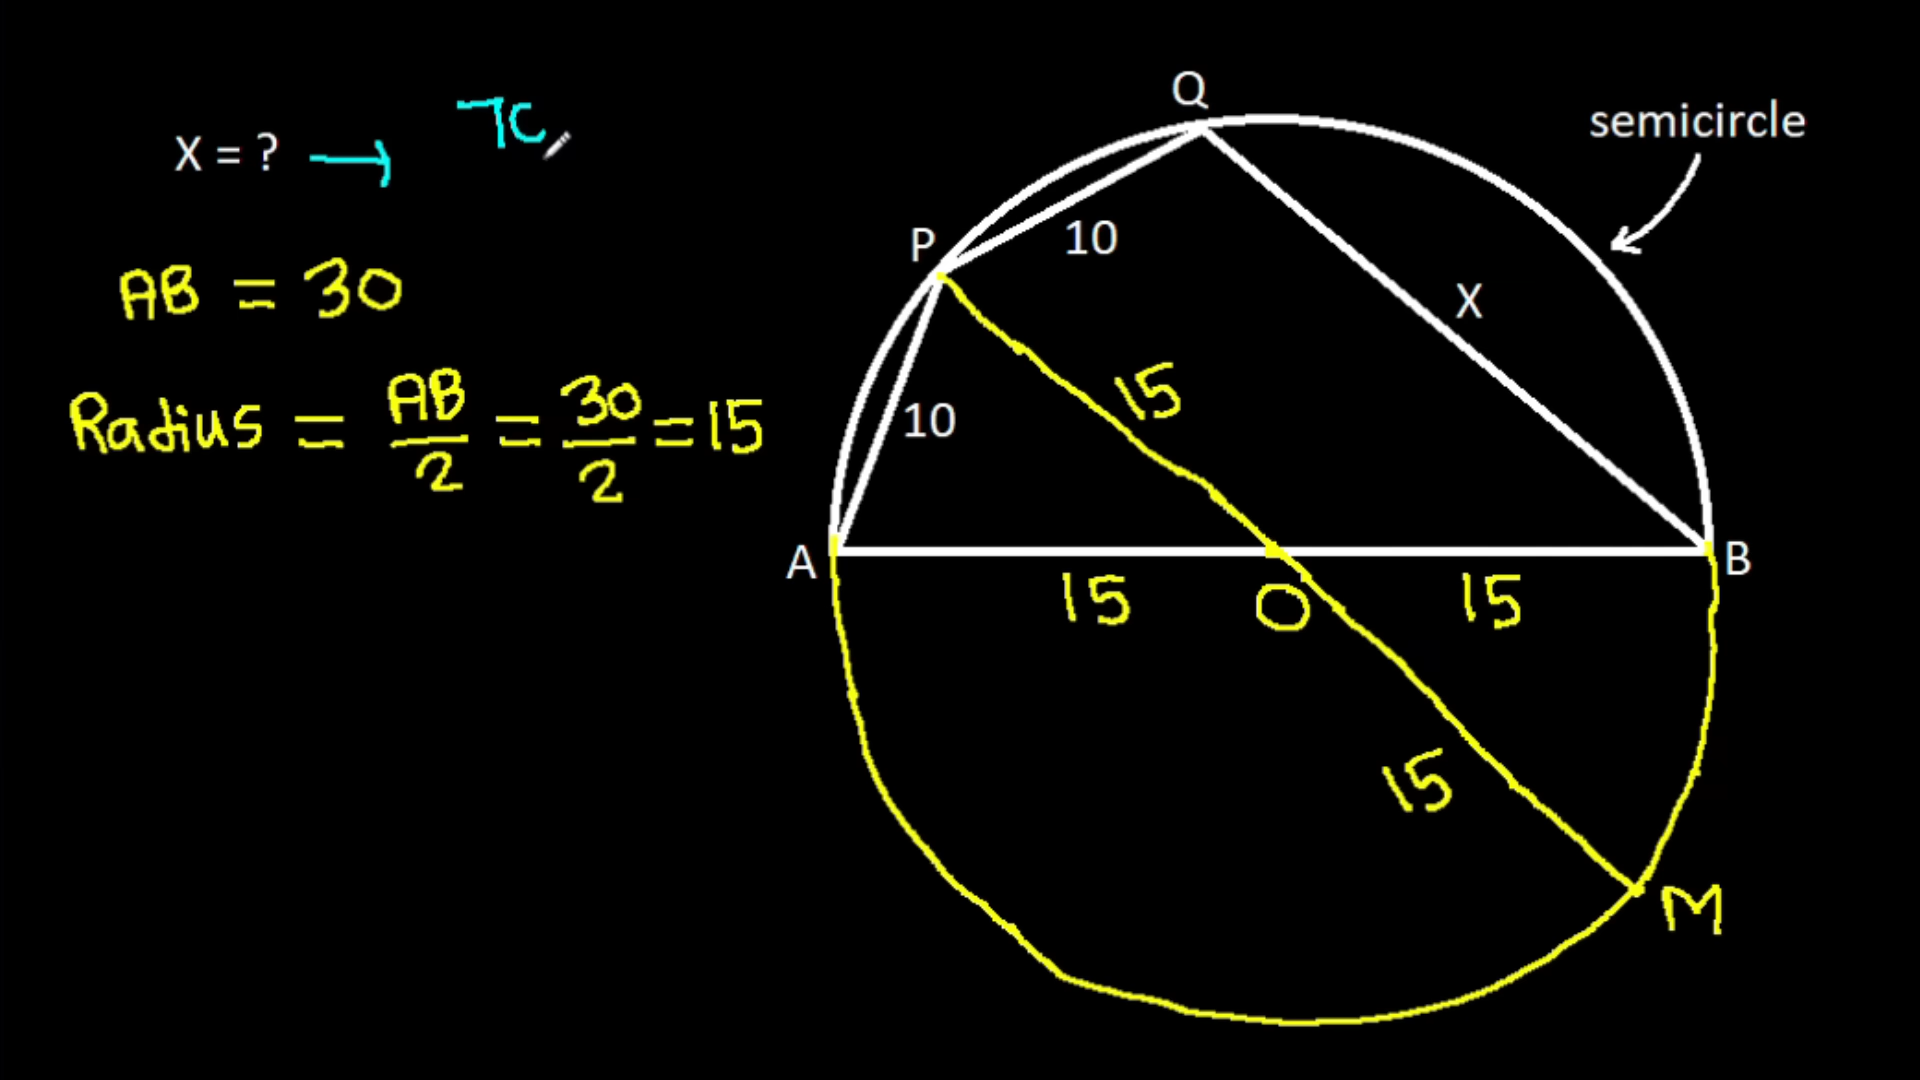 Q
semicircle
X = ? →
P
10
X
AB = 30
15
Radius = AB/2 = 30/2 = 15
10
A
B
15
O
15
15
M